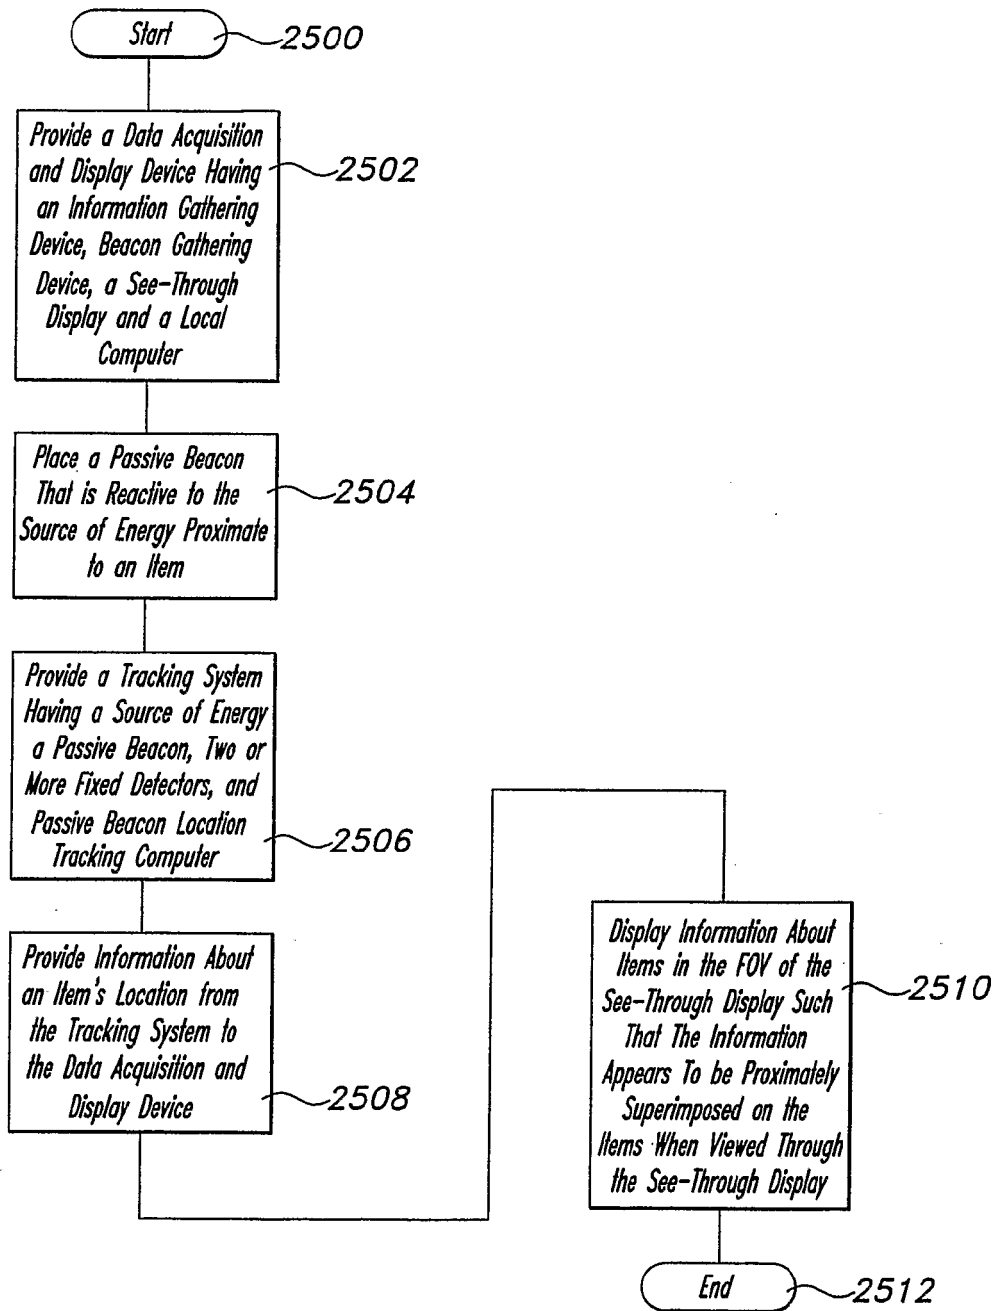 Start
2500
Provide a Data Acquisition
and Display Device Having
an Information Gathering
Device, Beacon Gathering
Device, a See-Through
Display and a Local
Computer
2502
Place a Passive Beacon
That is Reactive to the
Source of Energy Proximate
to an Item
2504
Provide a Tracking System
Having a Source of Energy
a Passive Beacon, Two or
More Fixed Detectors, and
Passive Beacon Location
Tracking Computer
2506
Provide Information About
an Item's Location from
the Tracking System to
the Data Acquisition and
Display Device
2508
Display Information About
Items in the FOV of the
See-Through Display Such
That The Information
Appears To be Proximately
Superimposed on the
Items When Viewed Through
the See-Through Display
2510
End
2512